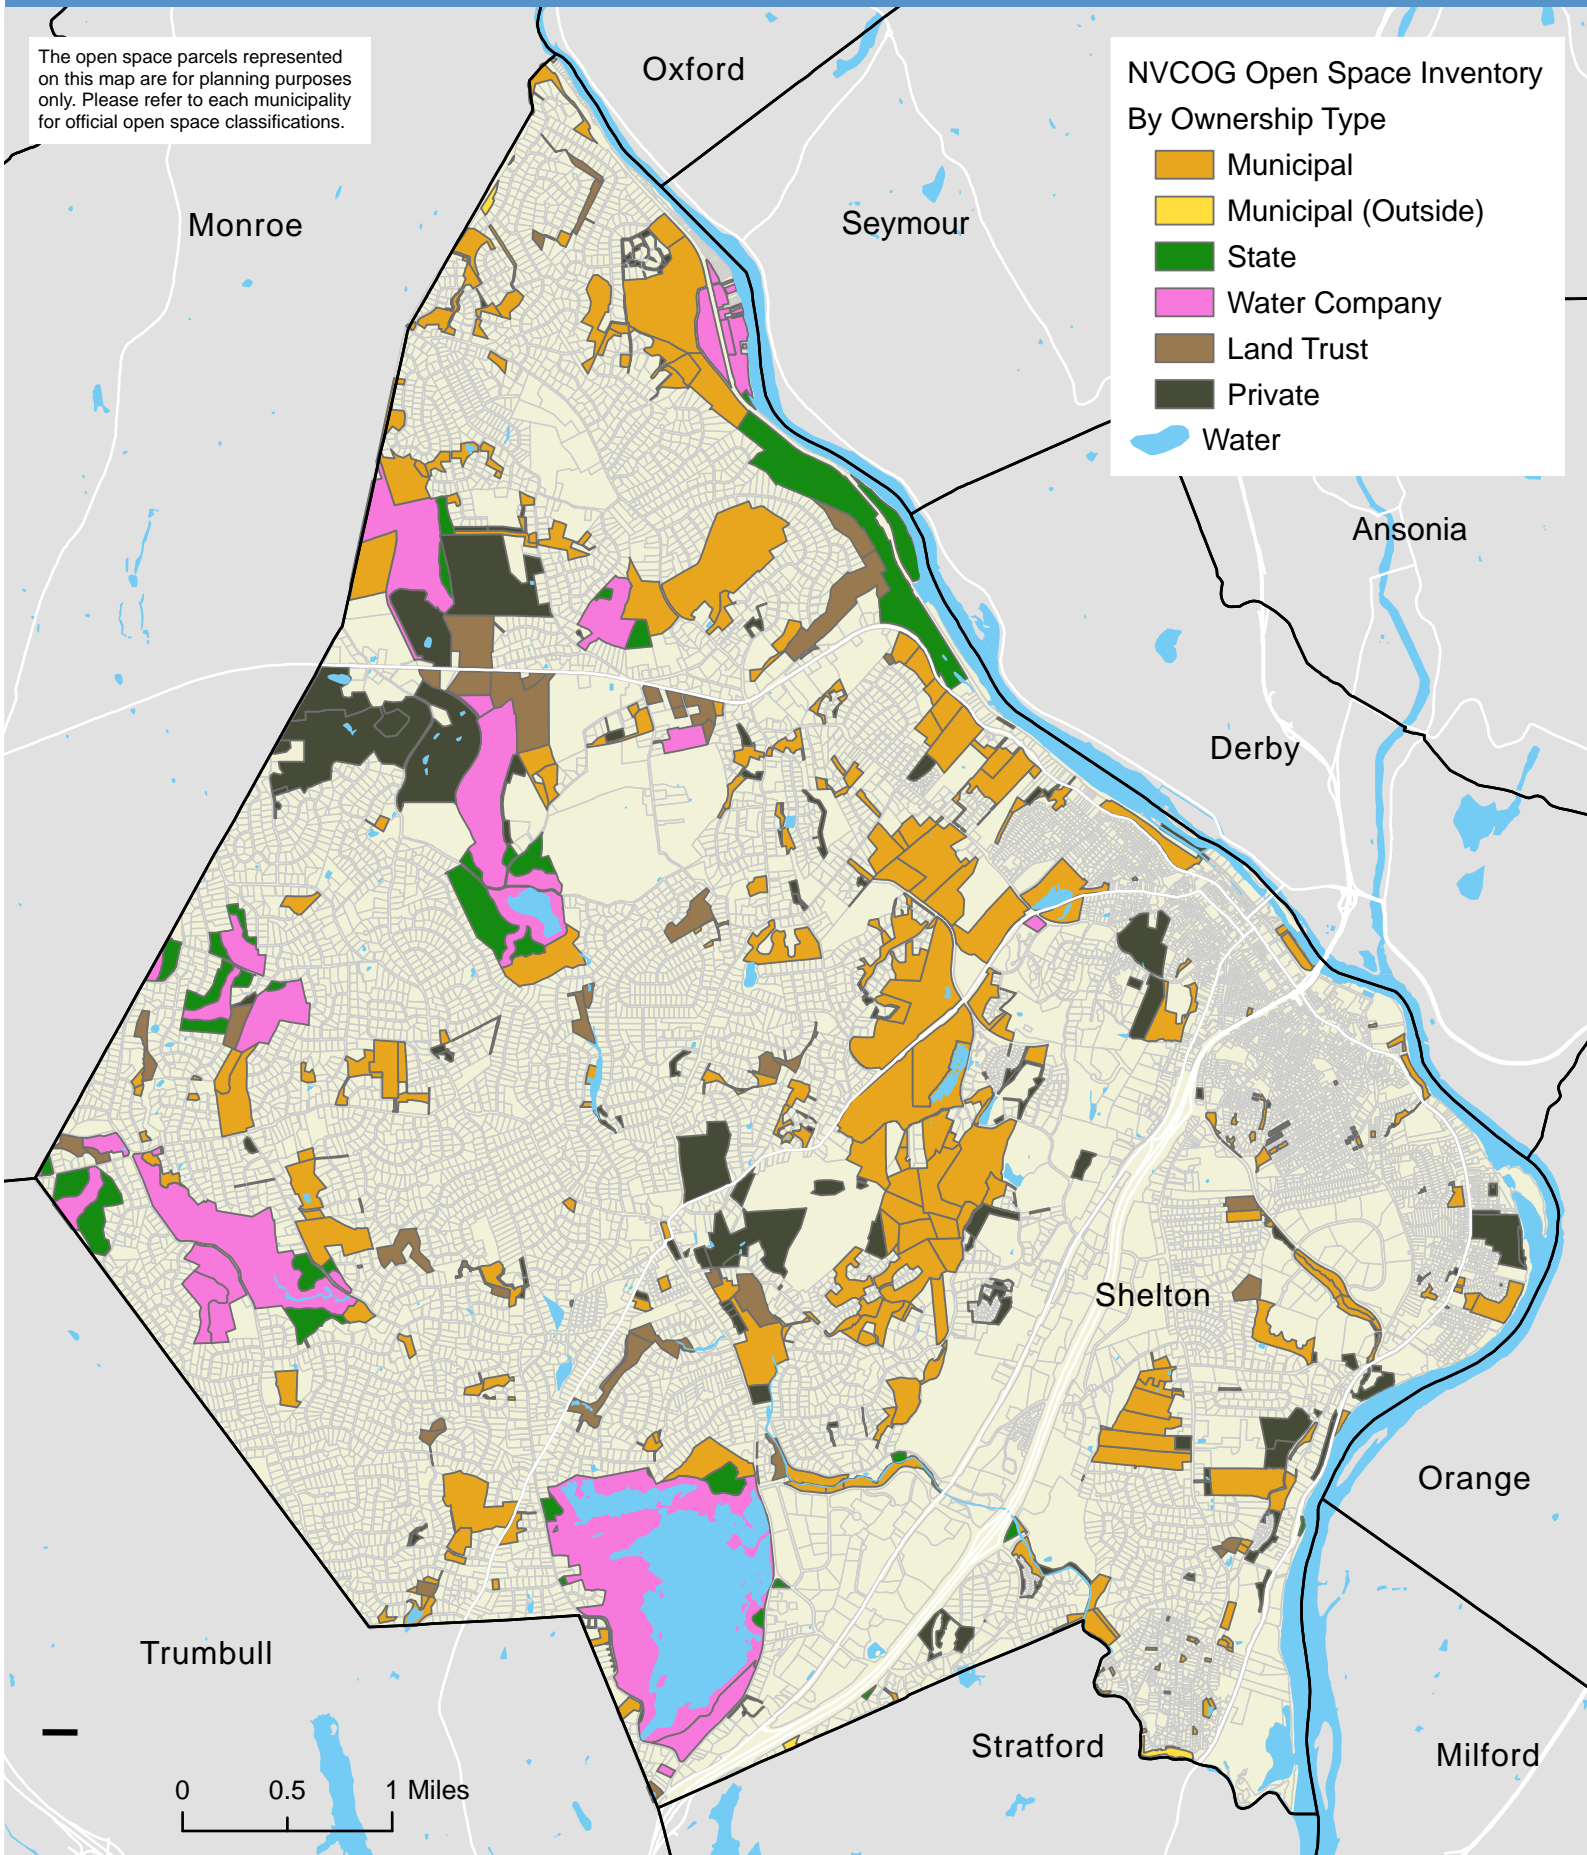 The open space parcels represented
on this map are for planning purposes
only. Please refer to each municipality
for official open space classifications.
Oxford
NVCOG Open Space Inventory
By Ownership Type
Municipal
Municipal (Outside)
State
Water Company
Land Trust
Private
Water
Monroe
Seymour
Ansonia
Derby
Shelton
Orange
Trumbull
Stratford
Milford
0 0.5 1 Miles